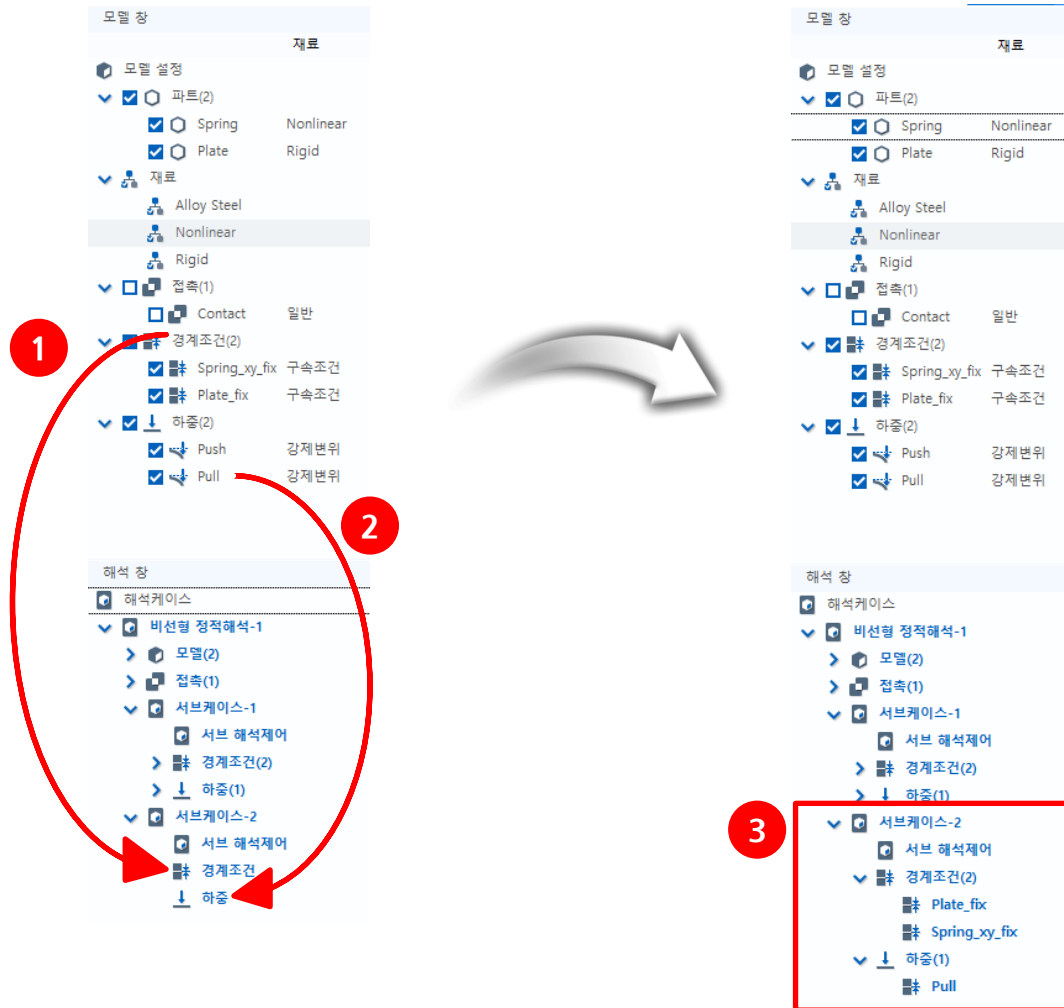 모델 창
재료
모델 설정
파트(2)
Spring Nonlinear
Plate Rigid
재료
Alloy Steel
Nonlinear
Rigid
접촉(1)
Contact 일반
1
경계조건(2)
Spring_xy_fix 구속조건
Plate_fix 구속조건
하중(2)
Push 강제변위
Pull 강제변위
2
해석 창
해석케이스
비선형 정적해석-1
모델(2)
접촉(1)
서브케이스-1
서브 해석제어
경계조건(2)
하중(1)
서브케이스-2
서브 해석제어
경계조건
하중
모델 창
재료
모델 설정
파트(2)
Spring Nonlinear
Plate Rigid
재료
Alloy Steel
Nonlinear
Rigid
접촉(1)
Contact 일반
경계조건(2)
Spring_xy_fix 구속조건
Plate_fix 구속조건
하중(2)
Push 강제변위
Pull 강제변위
해석 창
해석케이스
비선형 정적해석-1
모델(2)
접촉(1)
서브케이스-1
서브 해석제어
경계조건(2)
하중(1)
3
서브케이스-2
서브 해석제어
경계조건(2)
Plate_fix
Spring_xy_fix
하중(1)
Pull